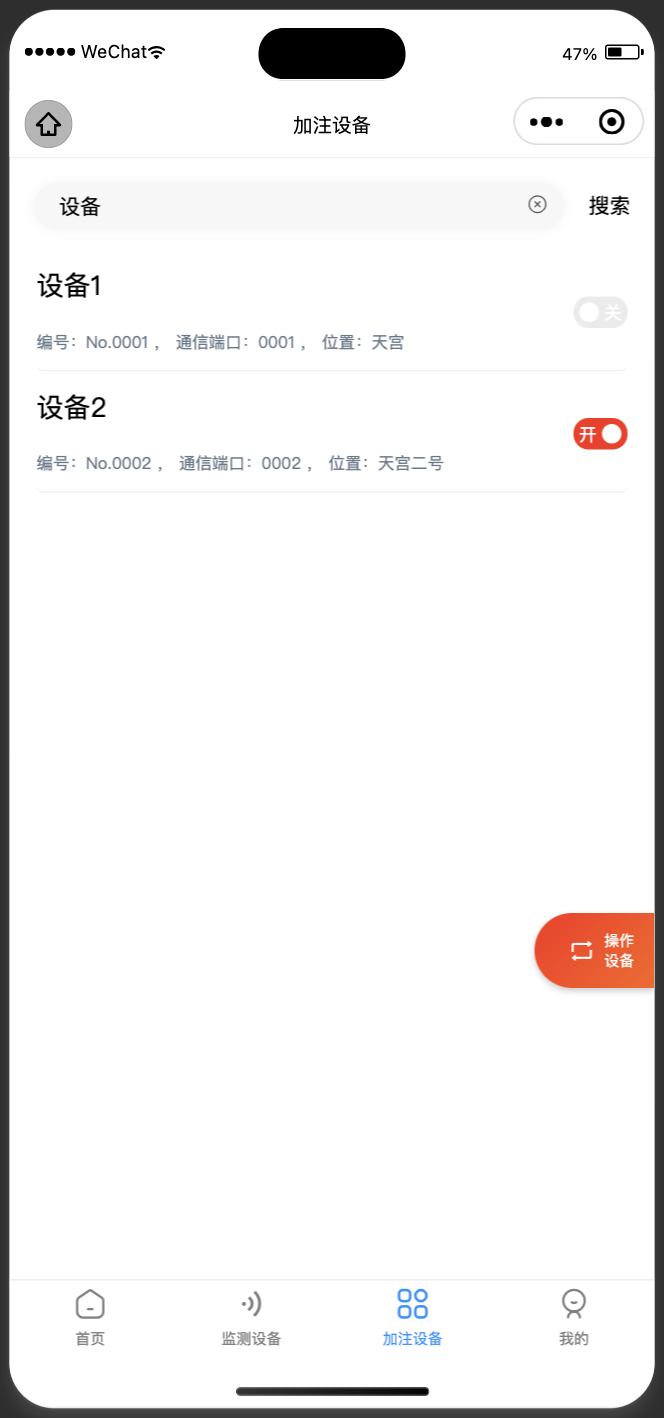 WeChat
47%
加注设备
设备
搜索
设备1
关
编号：No.0001 ， 通信端口：0001 ， 位置：天宫
设备2
开
编号：No.0002 ， 通信端口：0002 ， 位置：天宫二号
操作
设备
首页
监测设备
加注设备
我的